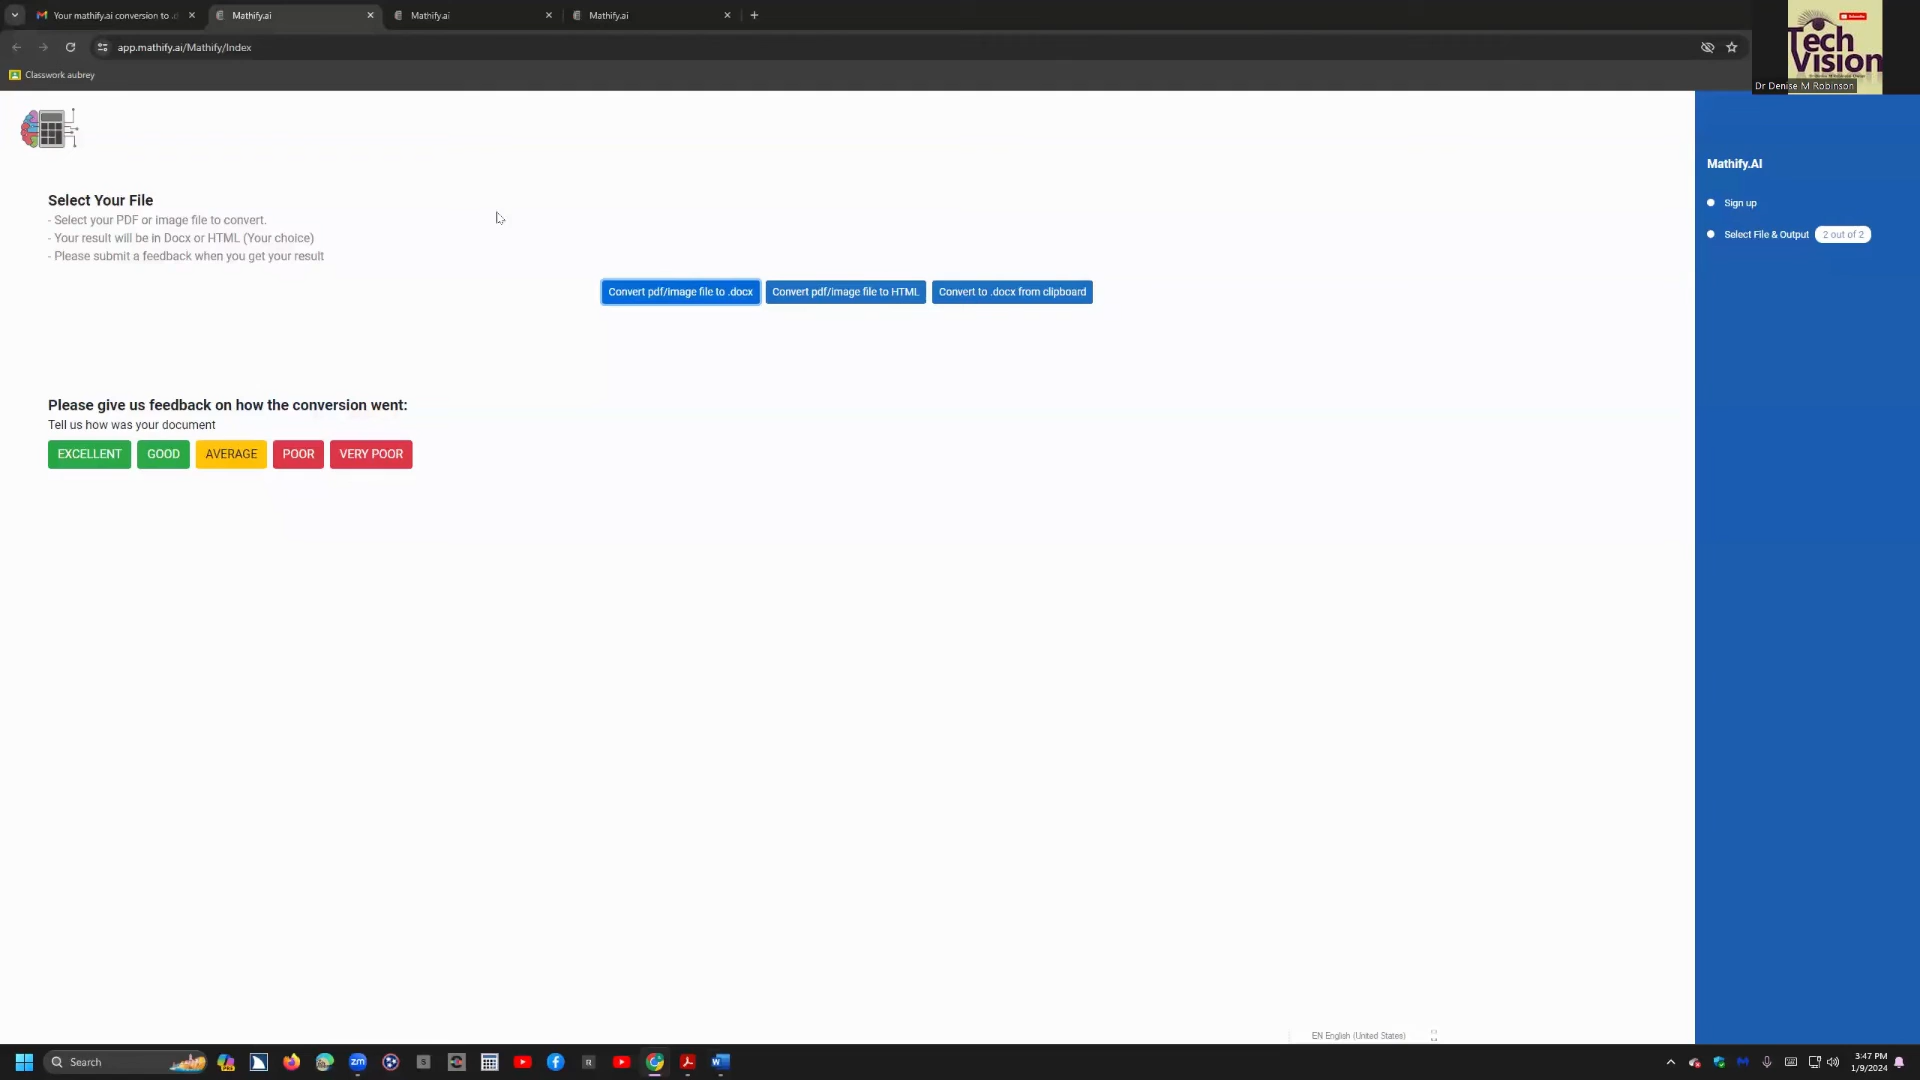 Your mathify.ai conversion to .d
Mathify.ai
Mathify.ai
Mathify.ai
app.mathify.ai/Mathify/Index
Classwork aubrey
Subscribe
Tech
Vision
Dr Denise M Robinson
Mathify.AI
Sign up
Select File & Output 2 out of 2
Select Your File
- Select your PDF or image file to convert.
- Your result will be in Docx or HTML (Your choice)
- Please submit a feedback when you get your result
Convert pdf/image file to .docx
Convert pdf/image file to HTML
Convert to .docx from clipboard
Please give us feedback on how the conversion went:
Tell us how was your document
EXCELLENT
GOOD
AVERAGE
POOR
VERY POOR
EN English (United States)
Search
zm
3:47 PM
1/9/2024